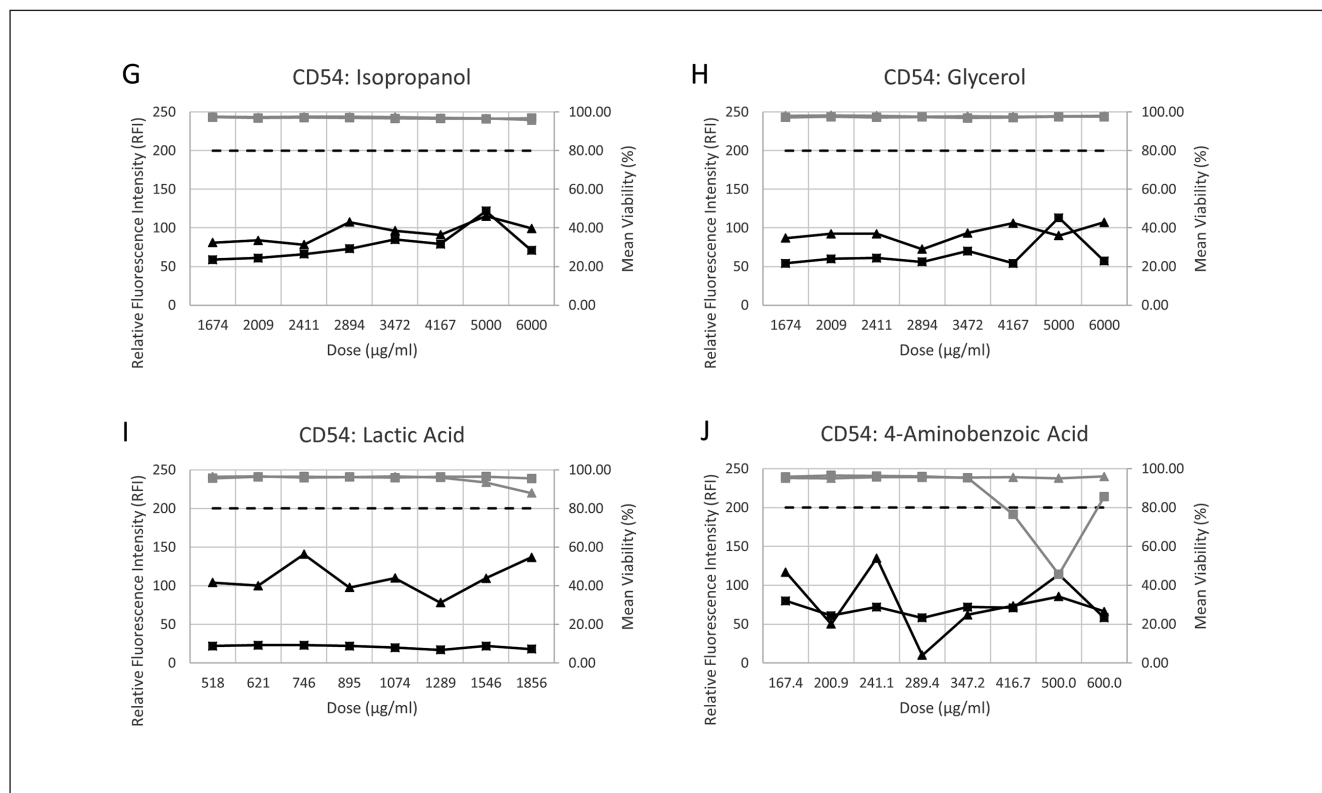 G
CD54: Isopropanol
Relative Fluorescence Intensity (RFI)
250
200
150
100
50
0
100.00
80.00
60.00
40.00
20.00
0.00
Mean Viability (%)
1674 2009 2411 2894 3472 4167 5000 6000
Dose (μg/ml)
H
CD54: Glycerol
Relative Fluorescence Intensity (RFI)
250
200
150
100
50
0
100.00
80.00
60.00
40.00
20.00
0.00
Mean Viability (%)
1674 2009 2411 2894 3472 4167 5000 6000
Dose (μg/ml)
I
CD54: Lactic Acid
Relative Fluorescence Intensity (RFI)
250
200
150
100
50
0
100.00
80.00
60.00
40.00
20.00
0.00
Mean Viability (%)
518 621 746 895 1074 1289 1546 1856
Dose (μg/ml)
J
CD54: 4-Aminobenzoic Acid
Relative Fluorescence Intensity (RFI)
250
200
150
100
50
0
100.00
80.00
60.00
40.00
20.00
0.00
Mean Viability (%)
167.4 200.9 241.1 289.4 347.2 416.7 500.0 600.0
Dose (μg/ml)